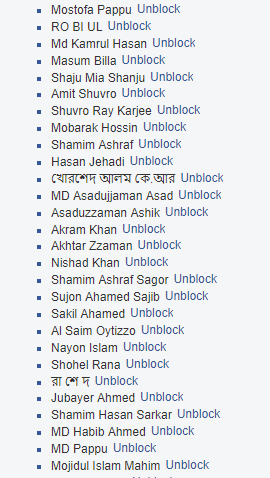 Mostofa Pappu Unblock
RO BI UL Unblock
Md Kamrul Hasan Unblock
Masum Billa Unblock
Shaju Mia Shanju Unblock
Amit Shuvro Unblock
Shuvro Ray Karjee Unblock
Mobarak Hossin Unblock
Shamim Ashraf Unblock
Hasan Jehadi Unblock
খোরশেদ আলম কে.আর Unblock
MD Asadujjaman Asad Unblock
Asaduzzaman Ashik Unblock
Akram Khan Unblock
Akhtar Zzaman Unblock
Nishad Khan Unblock
Shamim Ashraf Sagor Unblock
Sujon Ahamed Sajib Unblock
Sakil Ahamed Unblock
Al Saim Oytizzo Unblock
Nayon Islam Unblock
Shohel Rana Unblock
রা শে দ Unblock
Jubayer Ahmed Unblock
Shamim Hasan Sarkar Unblock
MD Habib Ahmed Unblock
MD Pappu Unblock
Mojidul Islam Mahim Unblock